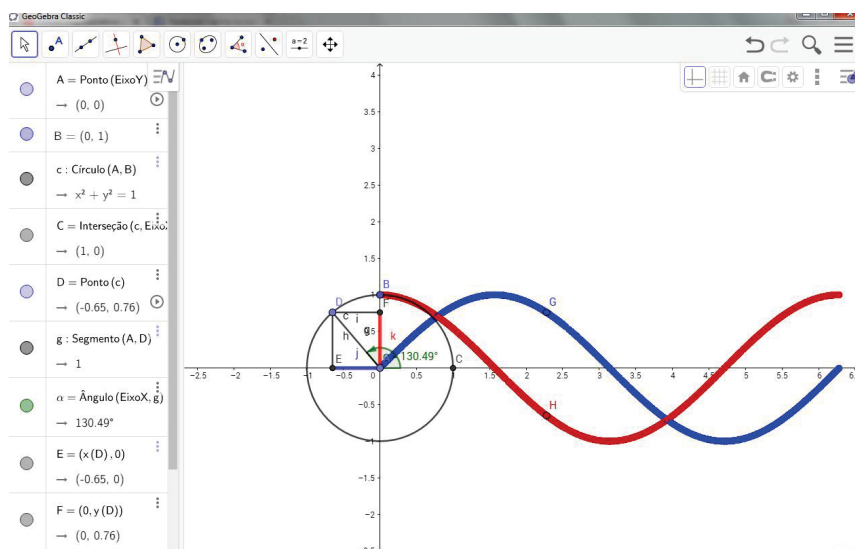 GeoGebra Classic
A = Ponto(EixoY)
→ (0, 0)
B = (0, 1)
c : Círculo(A, B)
→ x² + y² = 1
C = Interseção(c, EixoX
→ (1, 0)
D = Ponto(c)
→ (-0.65, 0.76)
g : Segmento(A, D)
→ 1
α = Ângulo(EixoX, g)
→ 130.49°
E = (x(D), 0)
→ (-0.65, 0)
F = (0, y(D))
→ (0, 0.76)
A
α
a=2
4
3.5
3
2.5
2
1.5
1
0.5
0
-0.5
-1
-1.5
-2
-2.5
-2.5 -2 -1.5 -1 -0.5 0 1 1.5 2 2.5 3 3.5 4 4.5 5 5.5 6 6.5
B
D
F
c
i
g
h
k
j
E
130.49°
C
G
H